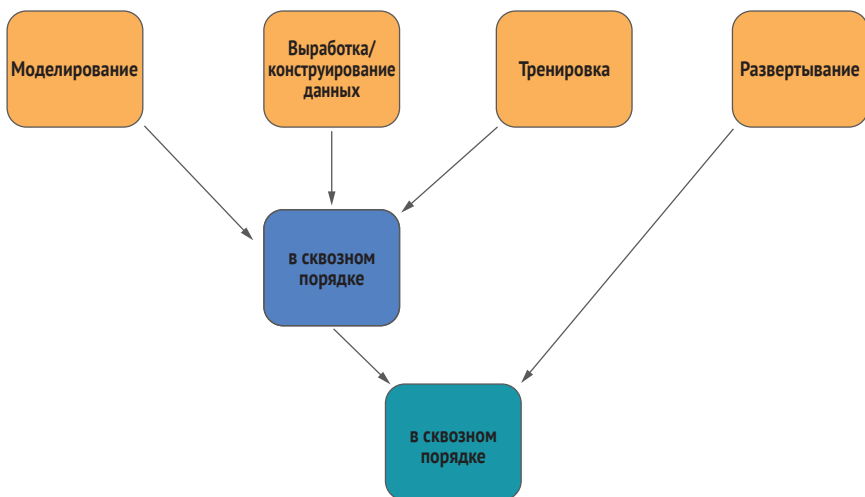 Моделирование
Выработка/
конструирование
данных
Тренировка
Развертывание
в сквозном
порядке
в сквозном
порядке